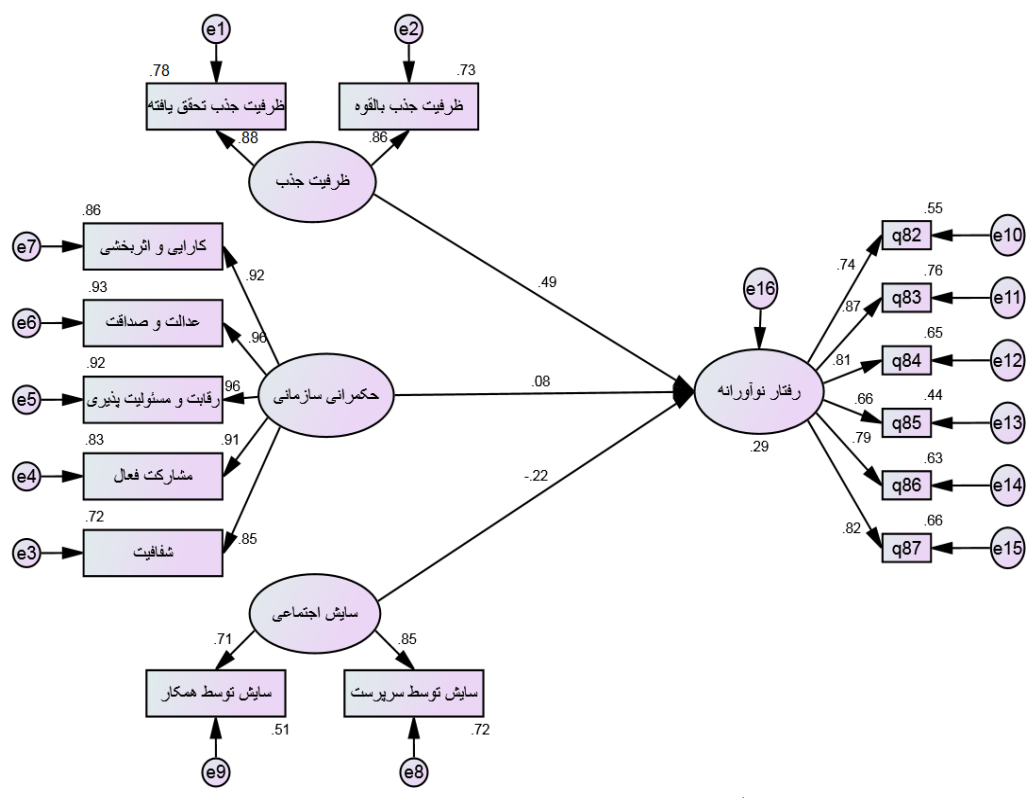 e1
e2
.78
.73
ظرفیت جذب تحقق یافته
ظرفیت جذب بالقوه
.88
.86
ظرفیت جذب
.86
e7
کارایی و اثربخشی
.92
.93
e6
عدالت و صداقت
.96
.92
e5
رقابت و مسئولیت پذیری
.96
حکمرانی سازمانی
.83
e4
مشارکت فعال
.91
.72
e3
شفافیت
.85
.49
.08
-.22
e16
رفتار نوآورانه
.29
.55
q82
e10
.74
.76
q83
e11
.87
.65
q84
e12
.81
.44
q85
e13
.66
.63
q86
e14
.79
.66
q87
e15
.82
سایش اجتماعی
.71
.85
سایش توسط همکار
سایش توسط سرپرست
.51
.72
e9
e8